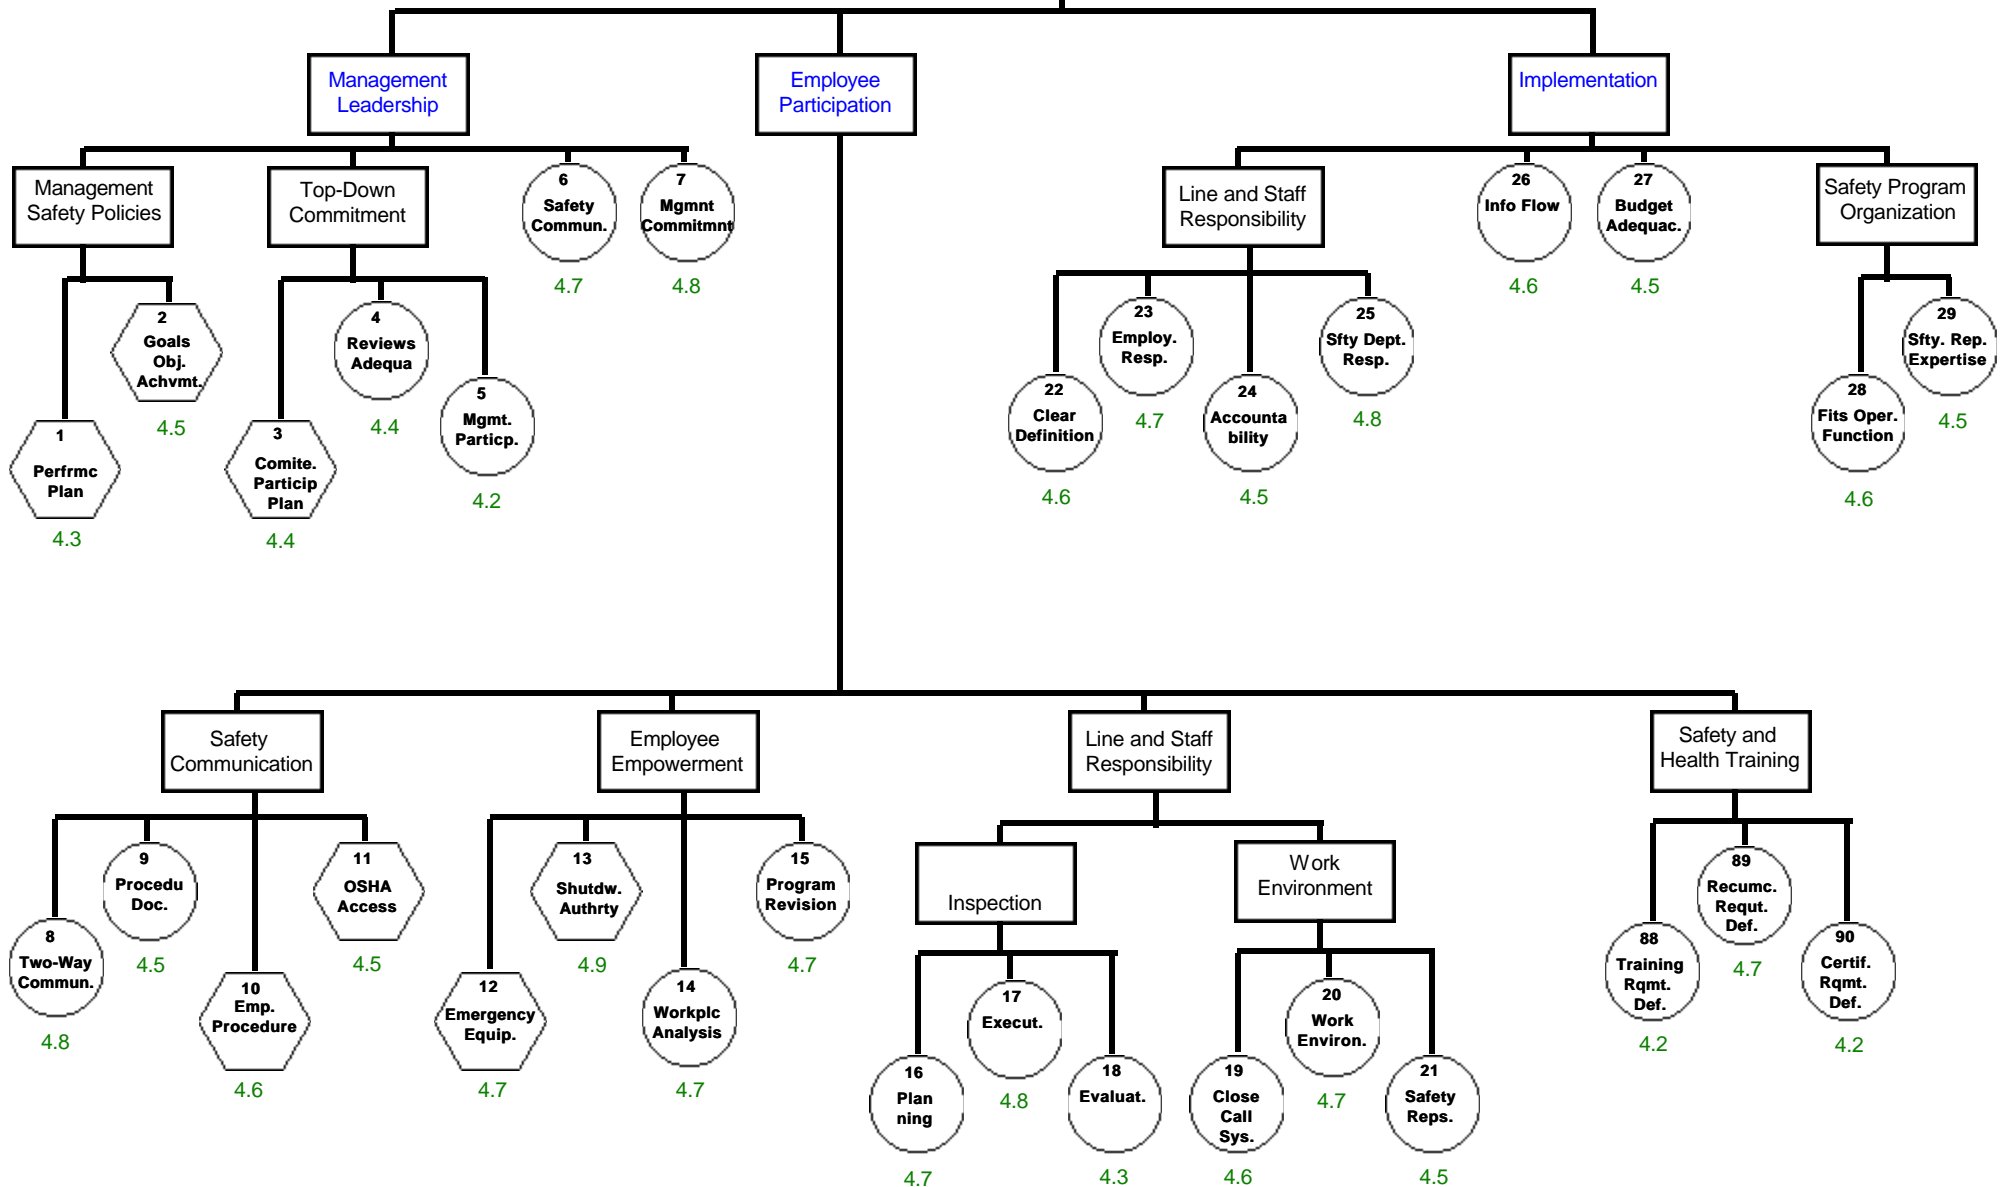 Management
Leadership
Employee
Participation
Implementation
Management
Safety Policies
Top-Down
Commitment
6
Safety
Commun.
4.7
7
Mgmnt
Commitmnt
4.8
Line and Staff
Responsibility
26
Info Flow
4.6
27
Budget
Adequac.
4.5
Safety Program
Organization
1
Perfrmc
Plan
4.3
2
Goals
Obj.
Achvmt.
4.5
3
Comite.
Particip
Plan
4.4
4
Reviews
Adequa
4.4
5
Mgmt.
Particp.
4.2
22
Clear
Definition
4.6
23
Employ.
Resp.
4.7
24
Accounta
bility
4.5
25
Sfty Dept.
Resp.
4.8
28
Fits Oper.
Function
4.6
29
Sfty. Rep.
Expertise
4.5
Safety
Communication
Employee
Empowerment
Line and Staff
Responsibility
Safety and
Health Training
8
Two-Way
Commun.
4.8
9
Procedu
Doc.
4.5
10
Emp.
Procedure
4.6
11
OSHA
Access
4.5
12
Emergency
Equip.
4.7
13
Shutdw.
Authrty
4.9
14
Workplc
Analysis
4.7
15
Program
Revision
4.7
Inspection
Work
Environment
16
Plan
ning
4.7
17
Execut.
4.8
18
Evaluat.
4.3
19
Close
Call
Sys.
4.6
20
Work
Environ.
4.7
21
Safety
Reps.
4.5
88
Training
Rqmt.
Def.
4.2
89
Recumc.
Requt.
Def.
4.7
90
Certif.
Rqmt.
Def.
4.2